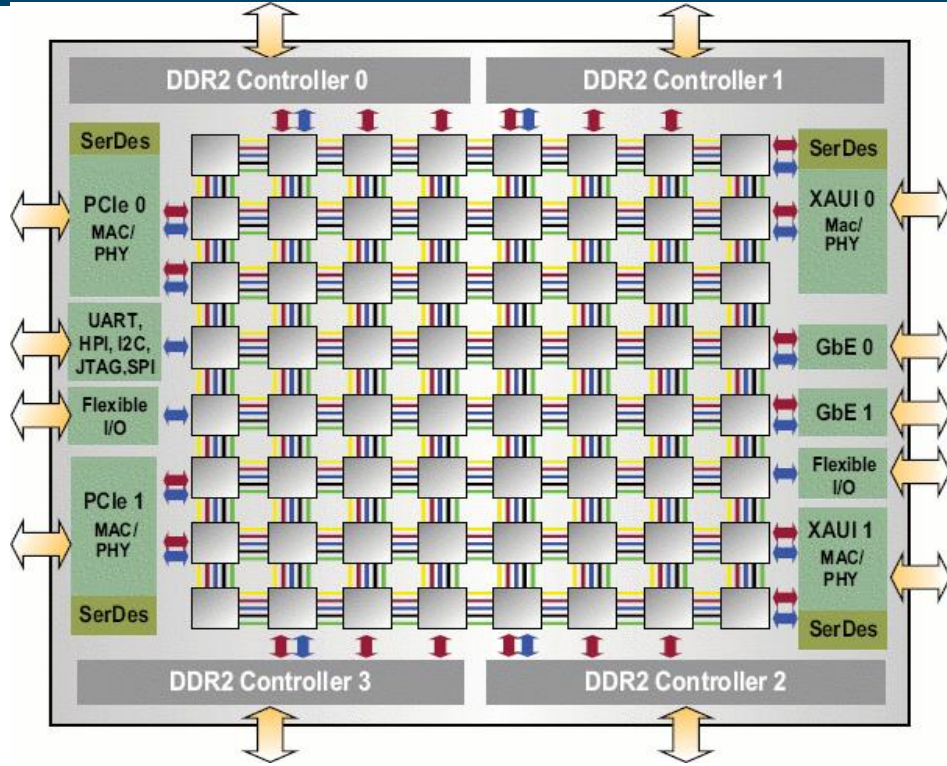 DDR2 Controller 0
DDR2 Controller 1
SerDes
PCIe 0
MAC/
PHY
UART,
HPI, I2C,
JTAG,SPI
Flexible
I/O
PCIe 1
MAC/
PHY
SerDes
SerDes
XAUI 0
Mac/
PHY
GbE 0
GbE 1
Flexible
I/O
XAUI 1
MAC/
PHY
SerDes
DDR2 Controller 3
DDR2 Controller 2